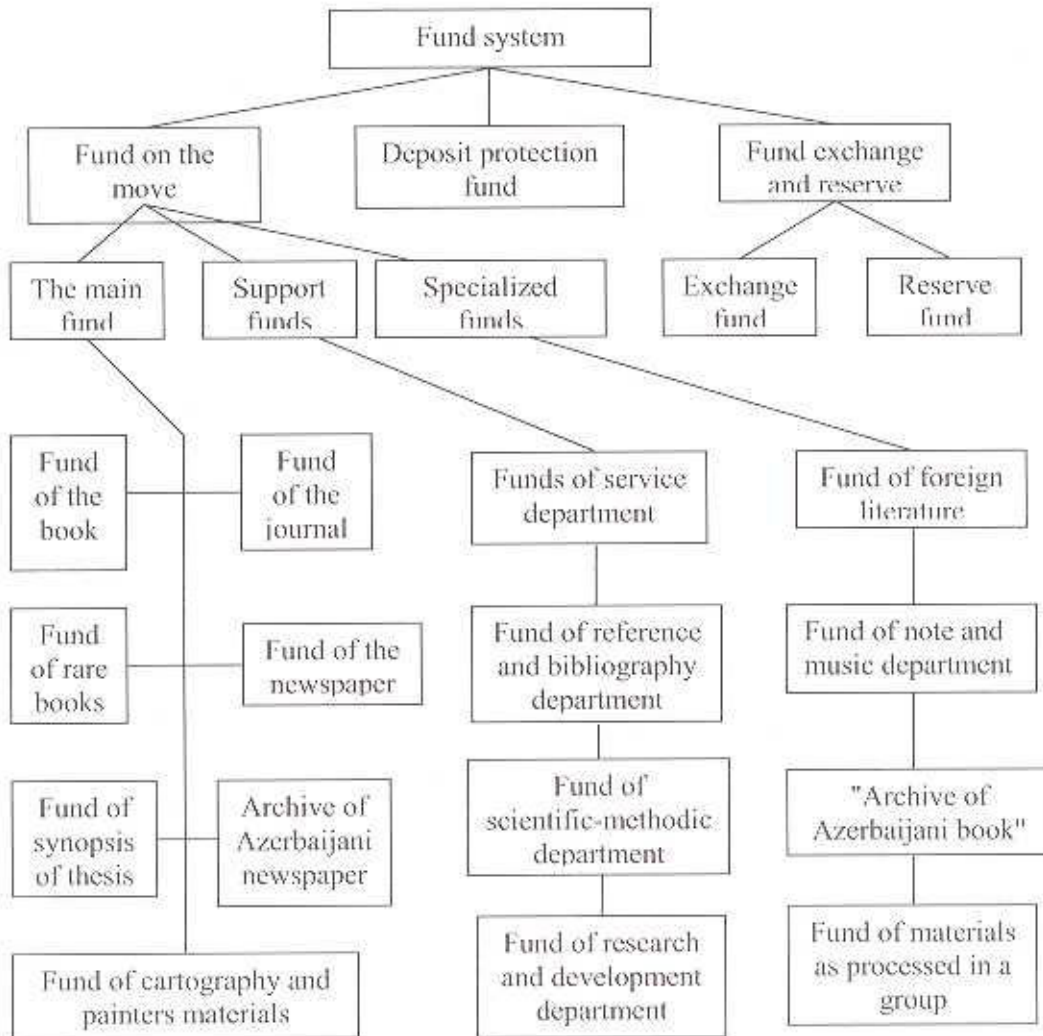 Fund system
Fund on the
move
Deposit protection
fund
Fund exchange
and reserve
The main
fund
Support
funds
Specialized
funds
Exchange
fund
Reserve
fund
Fund
of the
book
Fund
of the
journal
Funds of service
department
Fund of foreign
literature
Fund
of rare
books
Fund of the
newspaper
Fund of reference
and bibliography
department
Fund of note and
music department
Fund of
synopsis
of thesis
Archive of
Azerbaijani
newspaper
Fund of
scientific-methodic
department
"Archive of
Azerbaijani book"
Fund of cartography and
painters materials
Fund of research
and development
department
Fund of materials
as processed in a
group